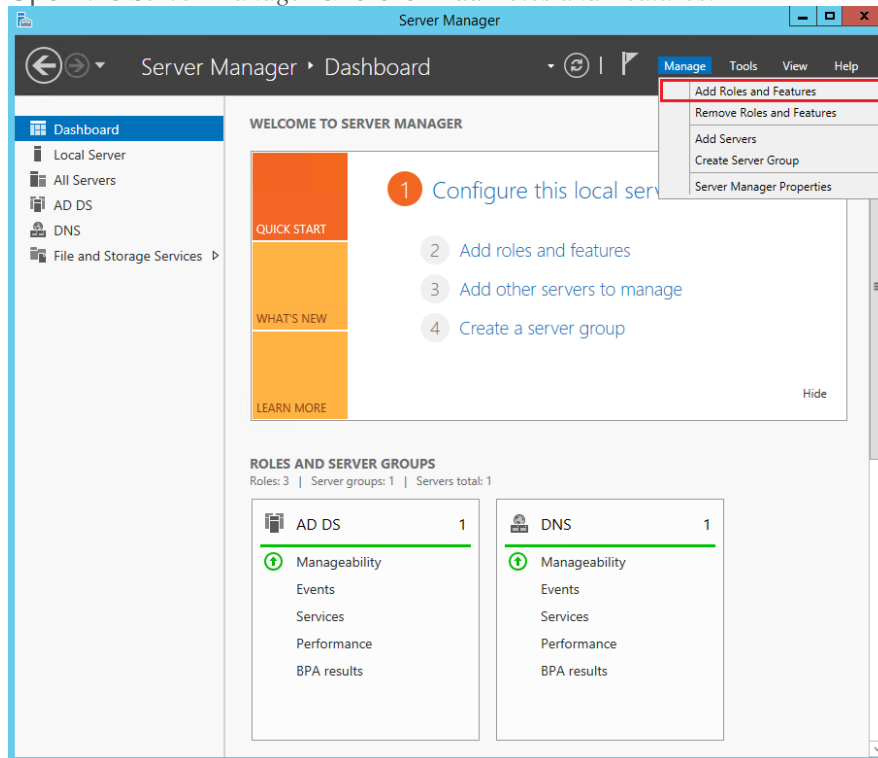 Server Manager
Server Manager • Dashboard
Manage Tools View Help
Add Roles and Features
Remove Roles and Features
Add Servers
Create Server Group
Server Manager Properties
Dashboard
Local Server
All Servers
AD DS
DNS
File and Storage Services
WELCOME TO SERVER MANAGER
QUICK START
WHAT'S NEW
LEARN MORE
1 Configure this local serv
2 Add roles and features
3 Add other servers to manage
4 Create a server group
Hide
ROLES AND SERVER GROUPS
Roles: 3 | Server groups: 1 | Servers total: 1
AD DS 1
Manageability
Events
Services
Performance
BPA results
DNS 1
Manageability
Events
Services
Performance
BPA results